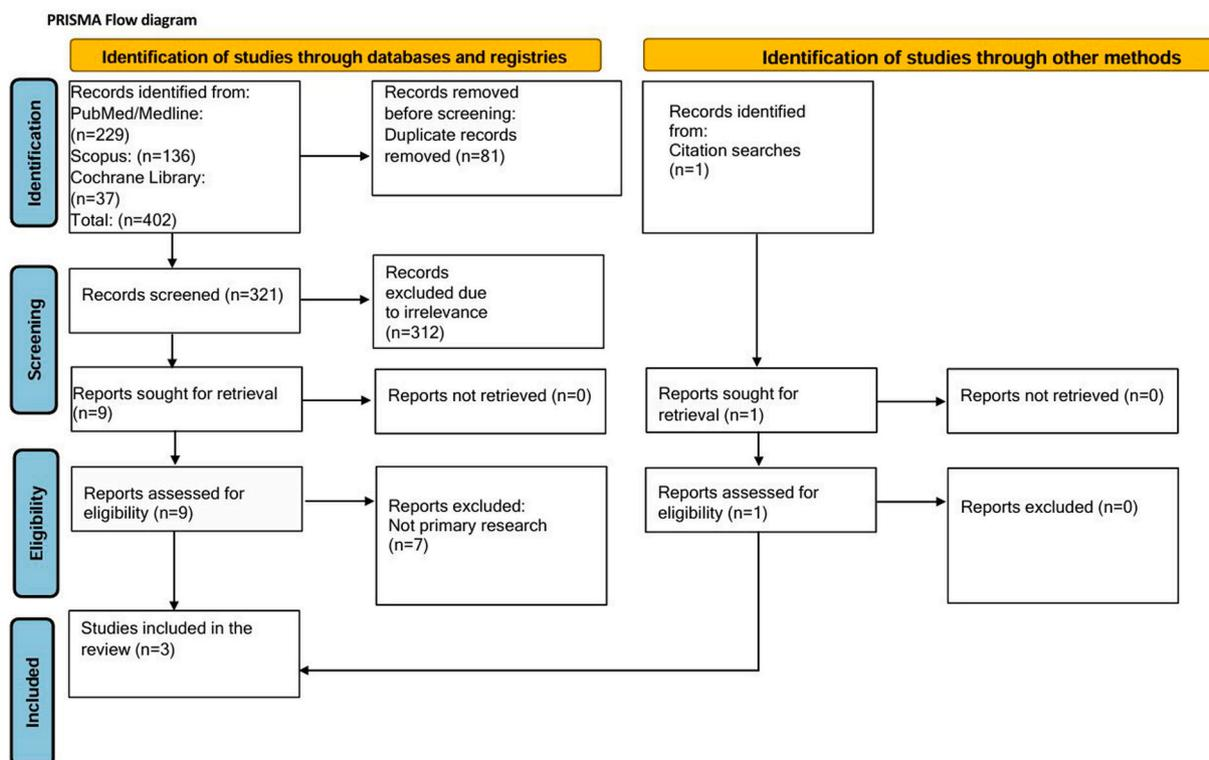 PRISMA Flow diagram
Identification of studies through databases and registries
Identification of studies through other methods
Identification
Records identified from:
PubMed/Medline:
(n=229)
Scopus: (n=136)
Cochrane Library:
(n=37)
Total: (n=402)
Records removed
before screening:
Duplicate records
removed (n=81)
Records identified
from:
Citation searches
(n=1)
Screening
Records screened (n=321)
Records
excluded due
to irrelevance
(n=312)
Reports sought for retrieval
(n=9)
Reports not retrieved (n=0)
Reports sought for
retrieval (n=1)
Reports not retrieved (n=0)
Eligibility
Reports assessed for
eligibility (n=9)
Reports excluded:
Not primary research
(n=7)
Reports assessed for
eligibility (n=1)
Reports excluded (n=0)
Included
Studies included in the
review (n=3)